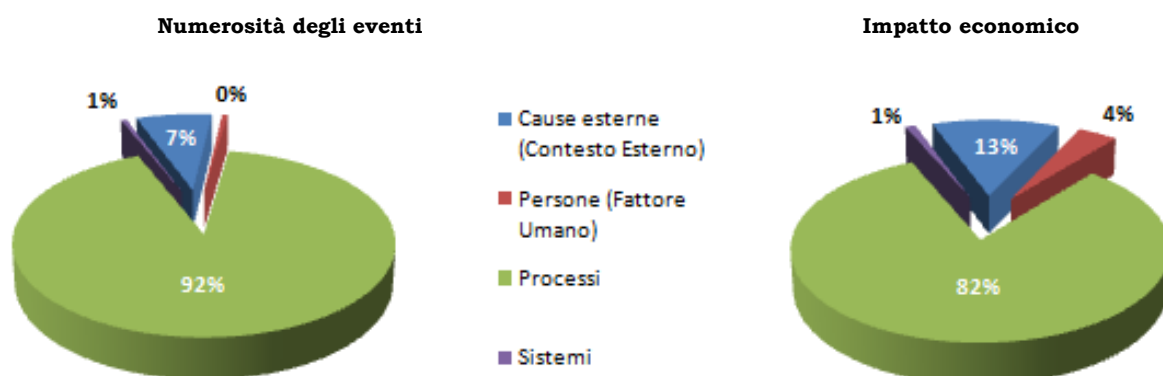 Numerosità degli eventi
Impatto economico
1%
0%
7%
92%
Cause esterne
(Contesto Esterno)
Persone (Fattore
Umano)
Processi
Sistemi
1%
4%
13%
82%